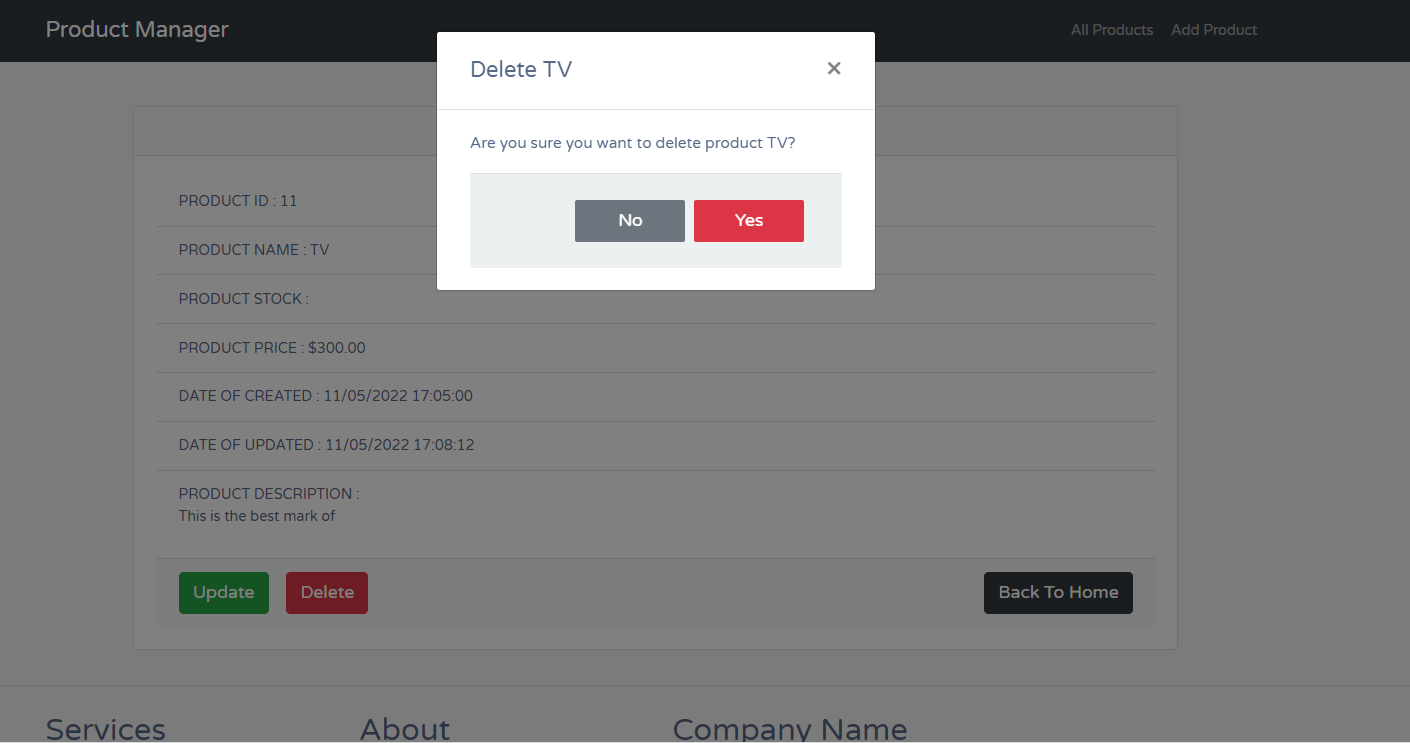 Product Manager
All Products Add Product
Delete TV
×
Are you sure you want to delete product TV?
No Yes
PRODUCT ID : 11
PRODUCT NAME : TV
PRODUCT STOCK :
PRODUCT PRICE : $300.00
DATE OF CREATED : 11/05/2022 17:05:00
DATE OF UPDATED : 11/05/2022 17:08:12
PRODUCT DESCRIPTION :
This is the best mark of
Update Delete Back To Home
Services About Company Name